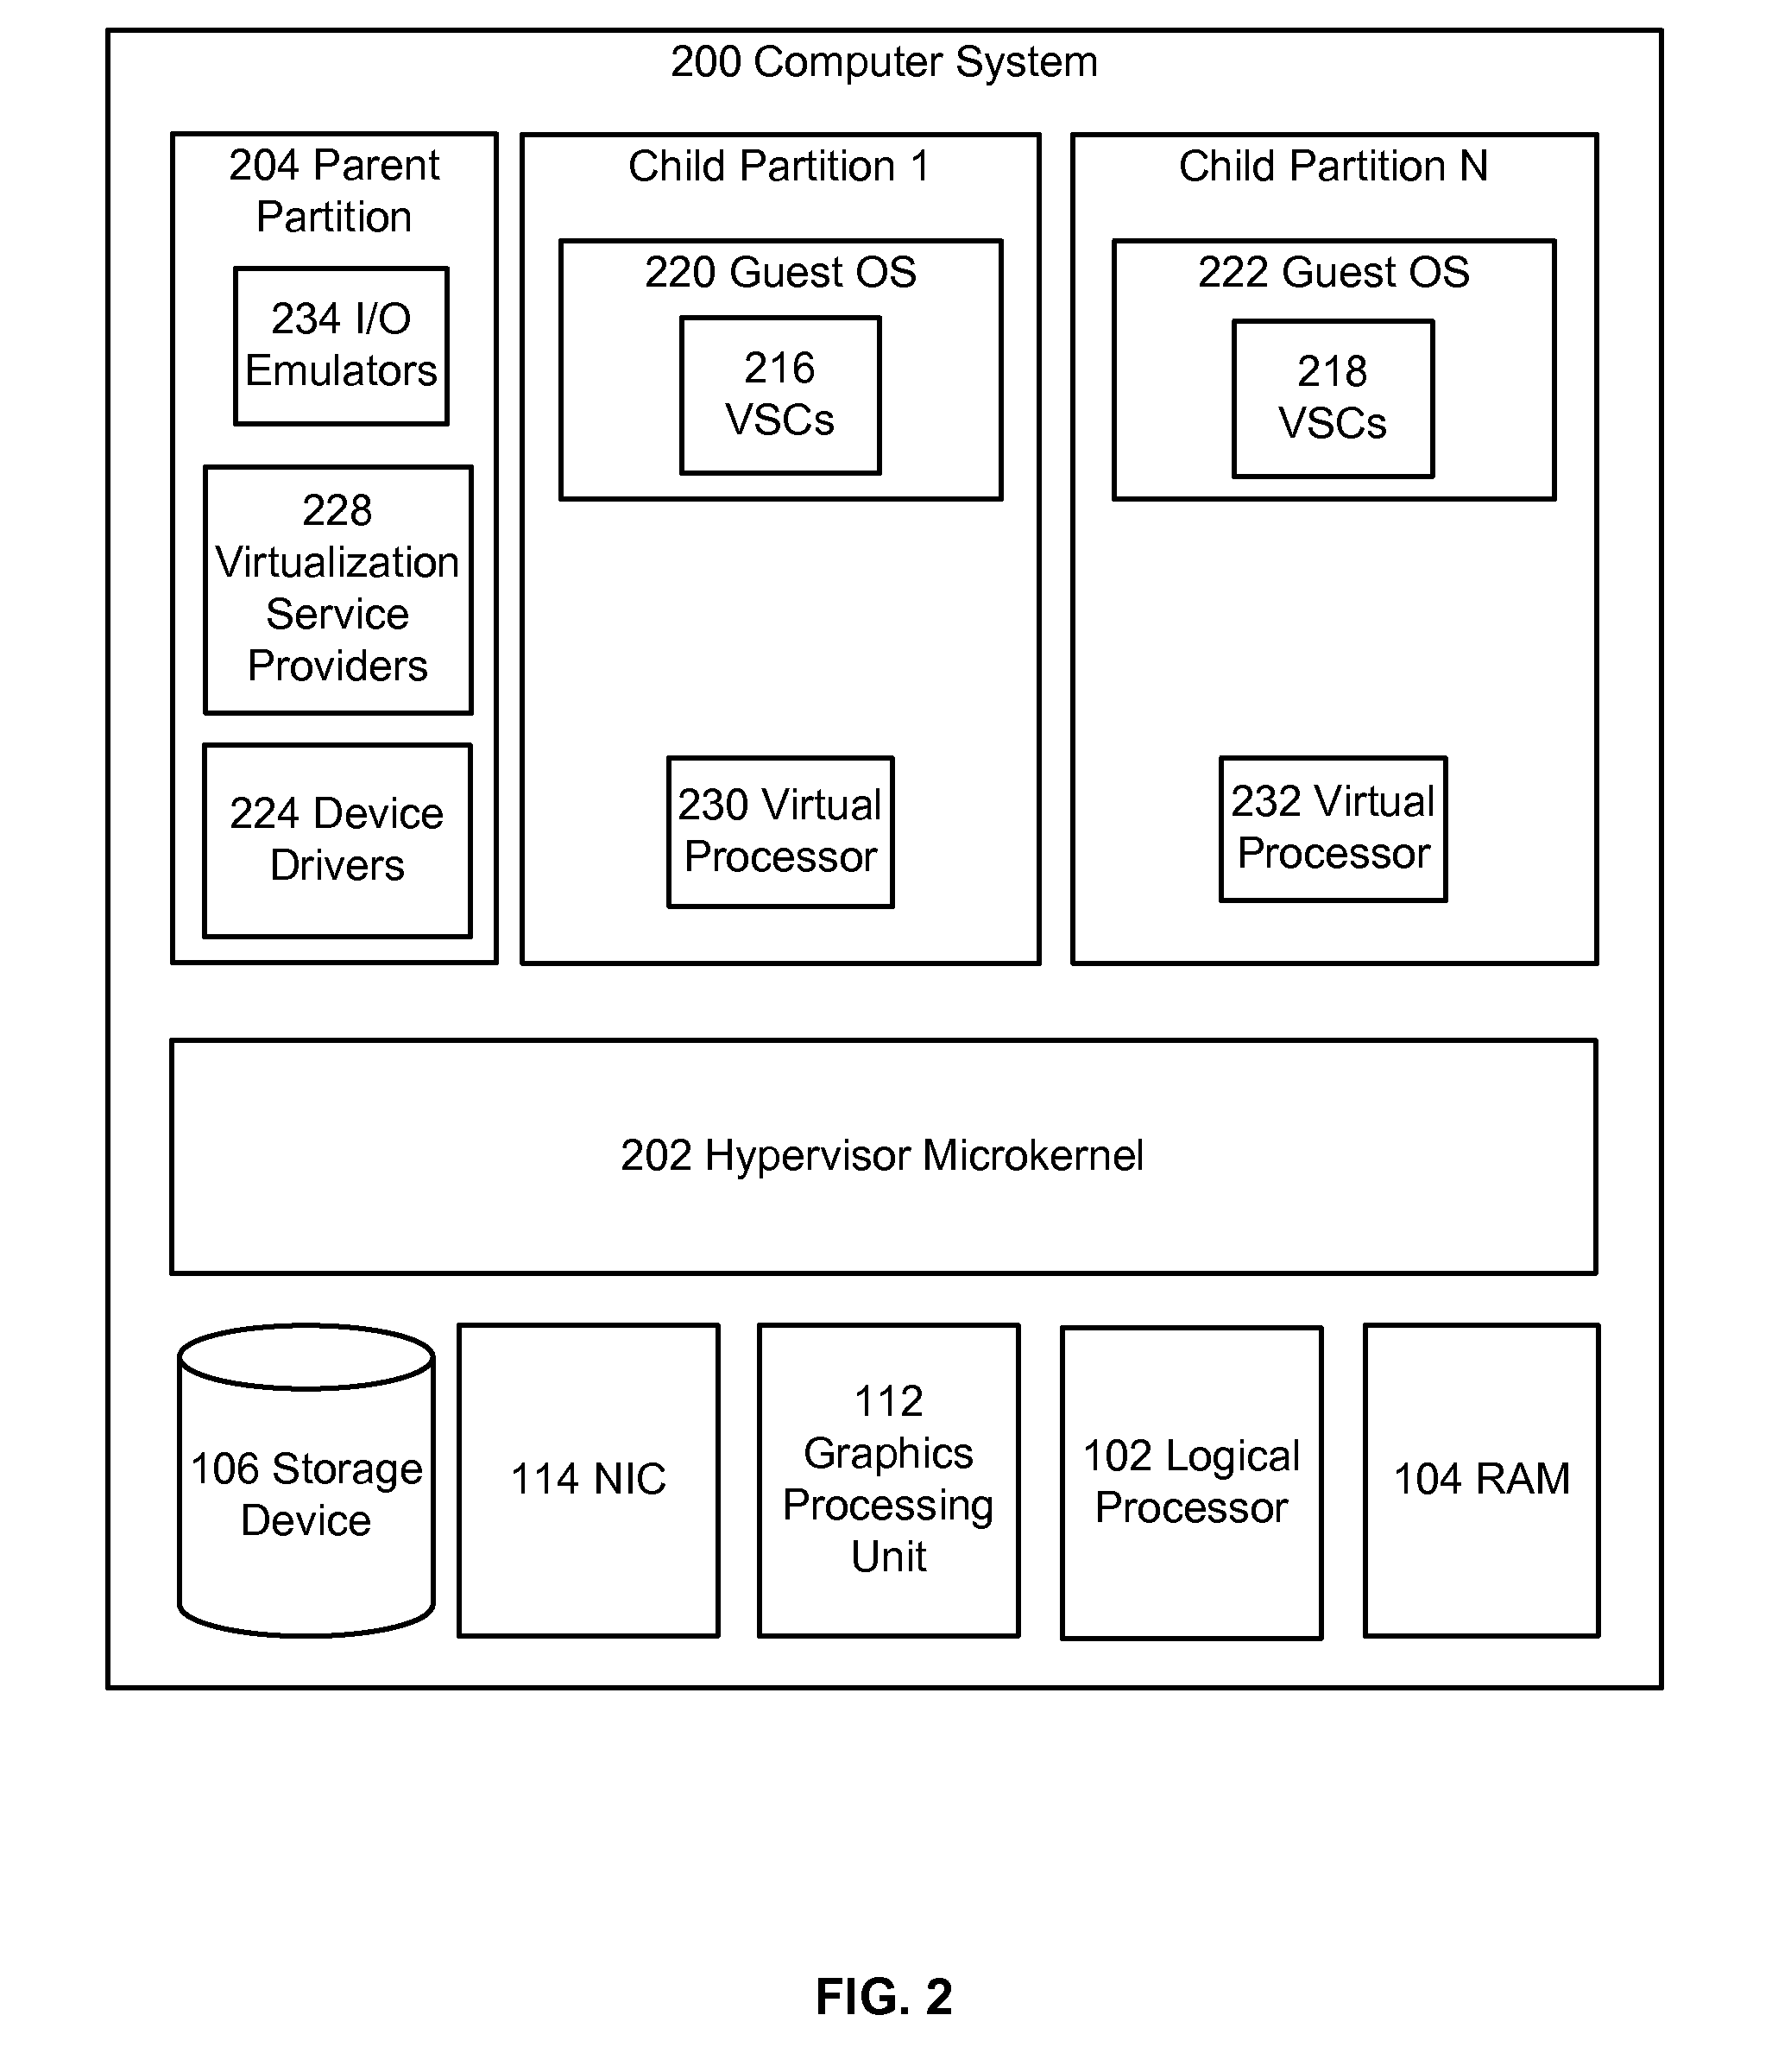 200 Computer System
204 Parent
Partition
234 I/O
Emulators
228
Virtualization
Service
Providers
224 Device
Drivers
Child Partition 1
220 Guest OS
216
VSCs
230 Virtual
Processor
Child Partition N
222 Guest OS
218
VSCs
232 Virtual
Processor
202 Hypervisor Microkernel
106 Storage
Device
114 NIC
112
Graphics
Processing
Unit
102 Logical
Processor
104 RAM
FIG. 2